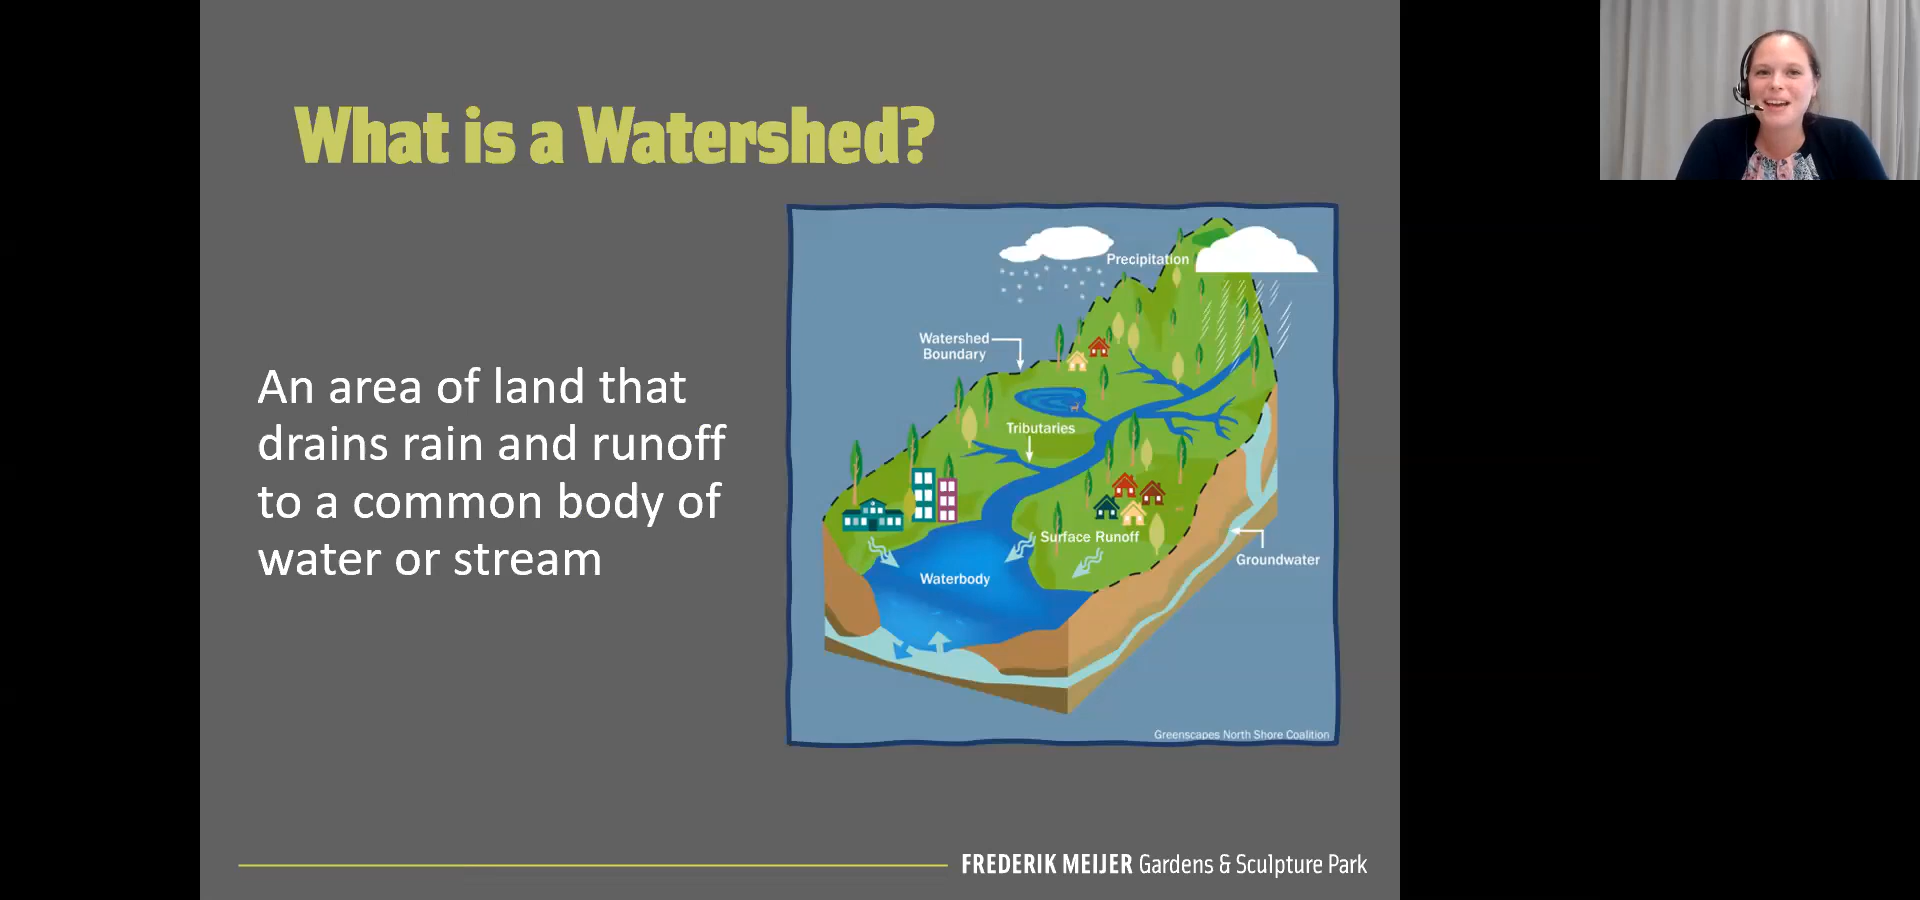 What is a Watershed?
An area of land that
drains rain and runoff
to a common body of
water or stream
Precipitation
Watershed
Boundary
Tributaries
Surface Runoff
Groundwater
Waterbody
Greenscapes North Shore Coalition
FREDERIK MEIJER Gardens & Sculpture Park